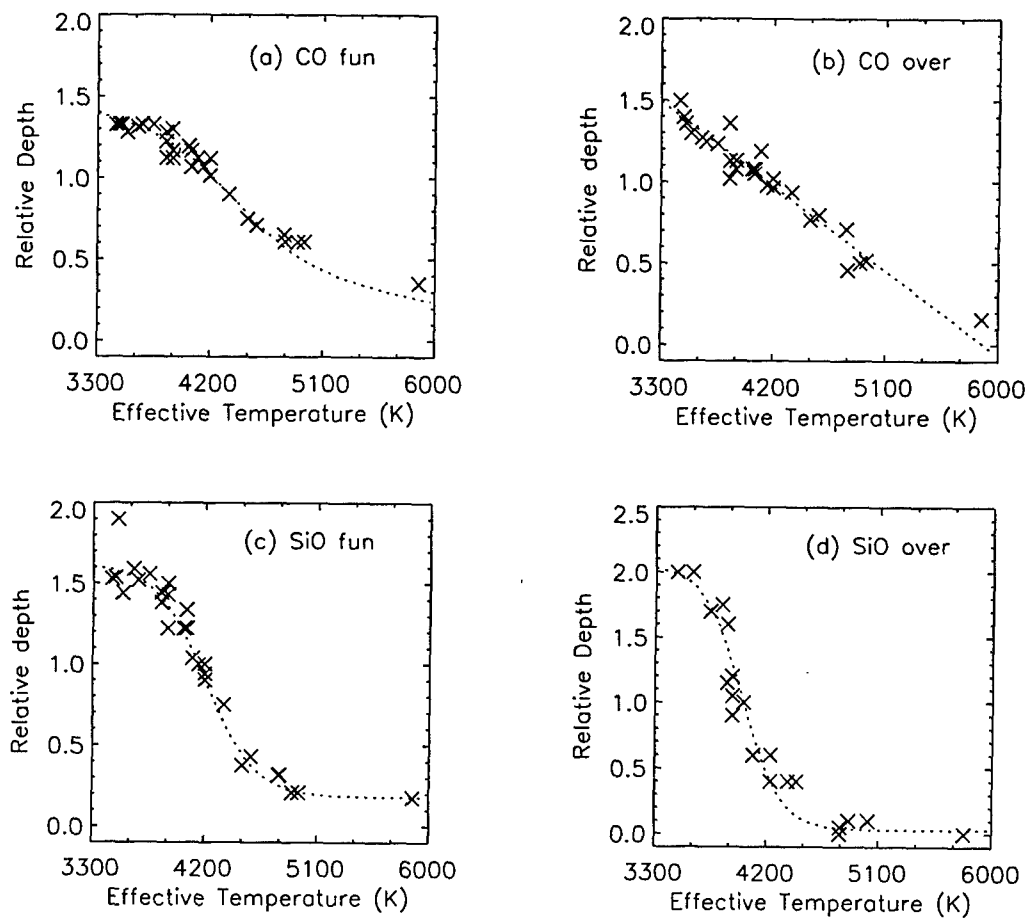 2.0
(a) CO fun
1.5
1.0
0.5
0.0
Relative Depth
3300 4200 5100 6000
Effective Temperature (K)
2.0
(b) CO over
1.5
1.0
0.5
0.0
Relative depth
3300 4200 5100 6000
Effective Temperature (K)
2.0
(c) SiO fun
1.5
1.0
0.5
0.0
Relative depth
3300 4200 5100 6000
Effective Temperature (K)
2.5
(d) SiO over
2.0
1.5
1.0
0.5
0.0
Relative Depth
3300 4200 5100 6000
Effective Temperature (K)